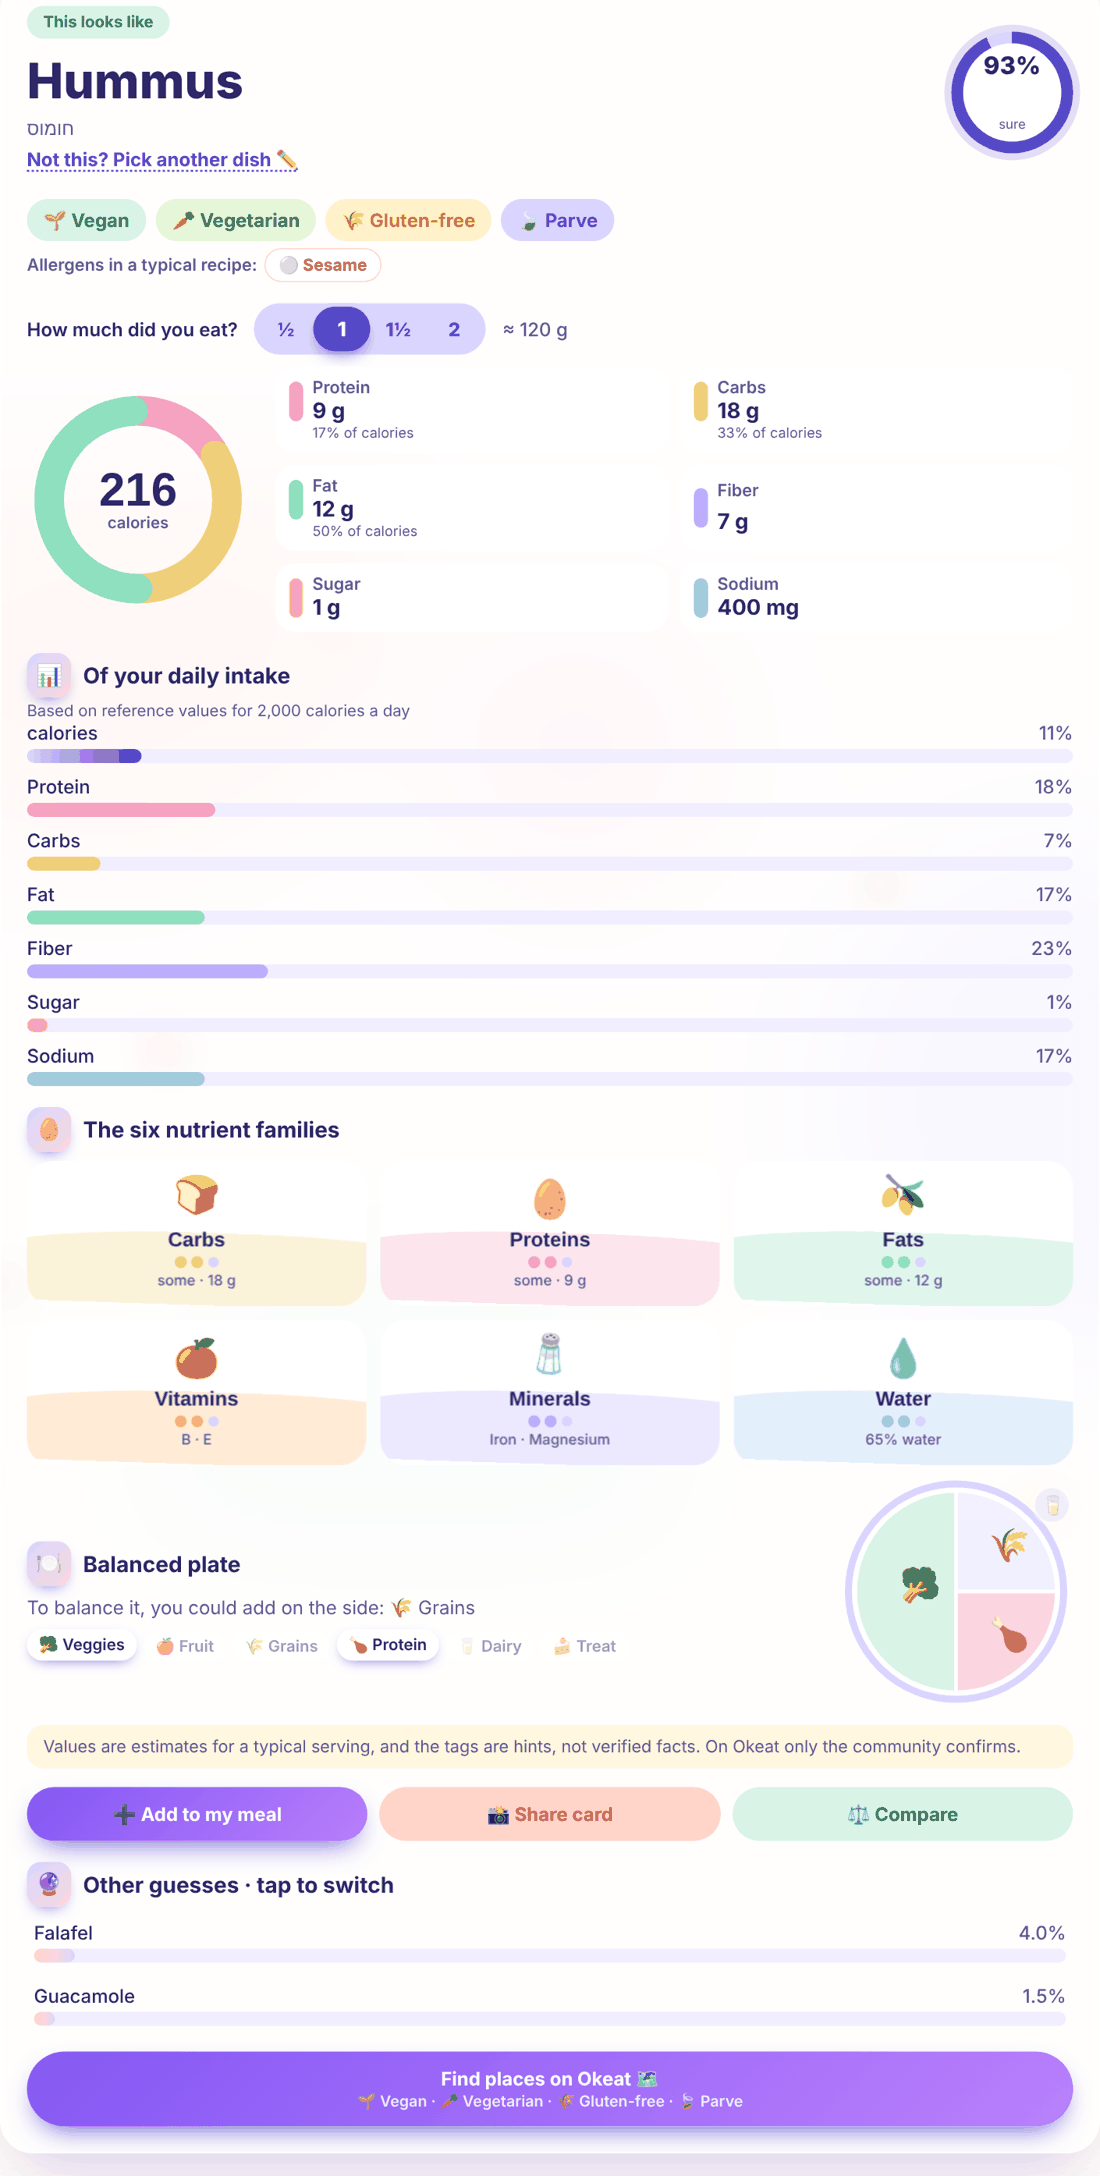 This looks like
Hummus
חומוס
Not this? Pick another dish
93%
sure
Vegan
Vegetarian
Gluten-free
Parve
Allergens in a typical recipe: Sesame
How much did you eat? ½ 1 1½ 2 ≈ 120 g
216
calories
Protein
9 g
17% of calories
Carbs
18 g
33% of calories
Fat
12 g
50% of calories
Fiber
7 g
Sugar
1 g
Sodium
400 mg
Of your daily intake
Based on reference values for 2,000 calories a day
calories 11%
Protein 18%
Carbs 7%
Fat 17%
Fiber 23%
Sugar 1%
Sodium 17%
The six nutrient families
Carbs
some · 18 g
Proteins
some · 9 g
Fats
some · 12 g
Vitamins
B · E
Minerals
Iron · Magnesium
Water
65% water
Balanced plate
To balance it, you could add on the side: Grains
Veggies Fruit Grains Protein Dairy Treat
Values are estimates for a typical serving, and the tags are hints, not verified facts. On Okeat only the community confirms.
Add to my meal
Share card
Compare
Other guesses · tap to switch
Falafel 4.0%
Guacamole 1.5%
Find places on Okeat
Vegan · Vegetarian · Gluten-free · Parve